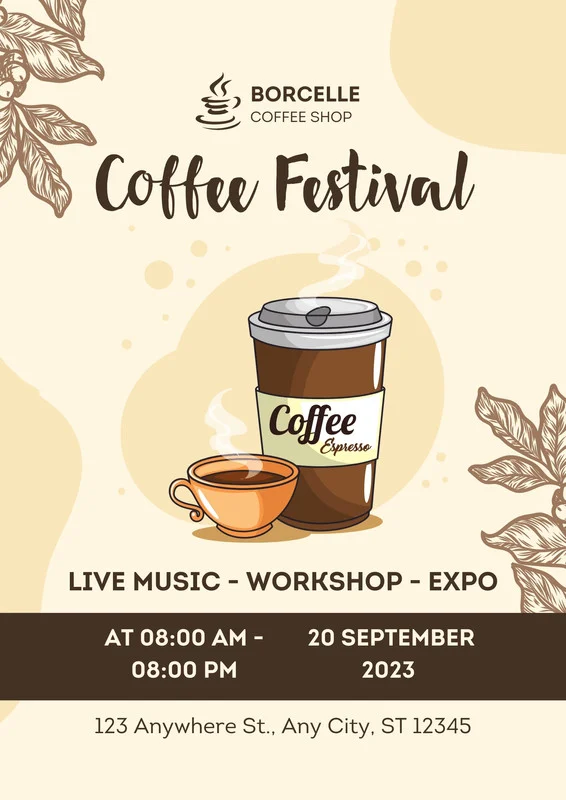 BORCELLE
COFFEE SHOP
Coffee Festival
Coffee
Espresso
LIVE MUSIC - WORKSHOP - EXPO
AT 08:00 AM -
08:00 PM
20 SEPTEMBER
2023
123 Anywhere St., Any City, ST 12345